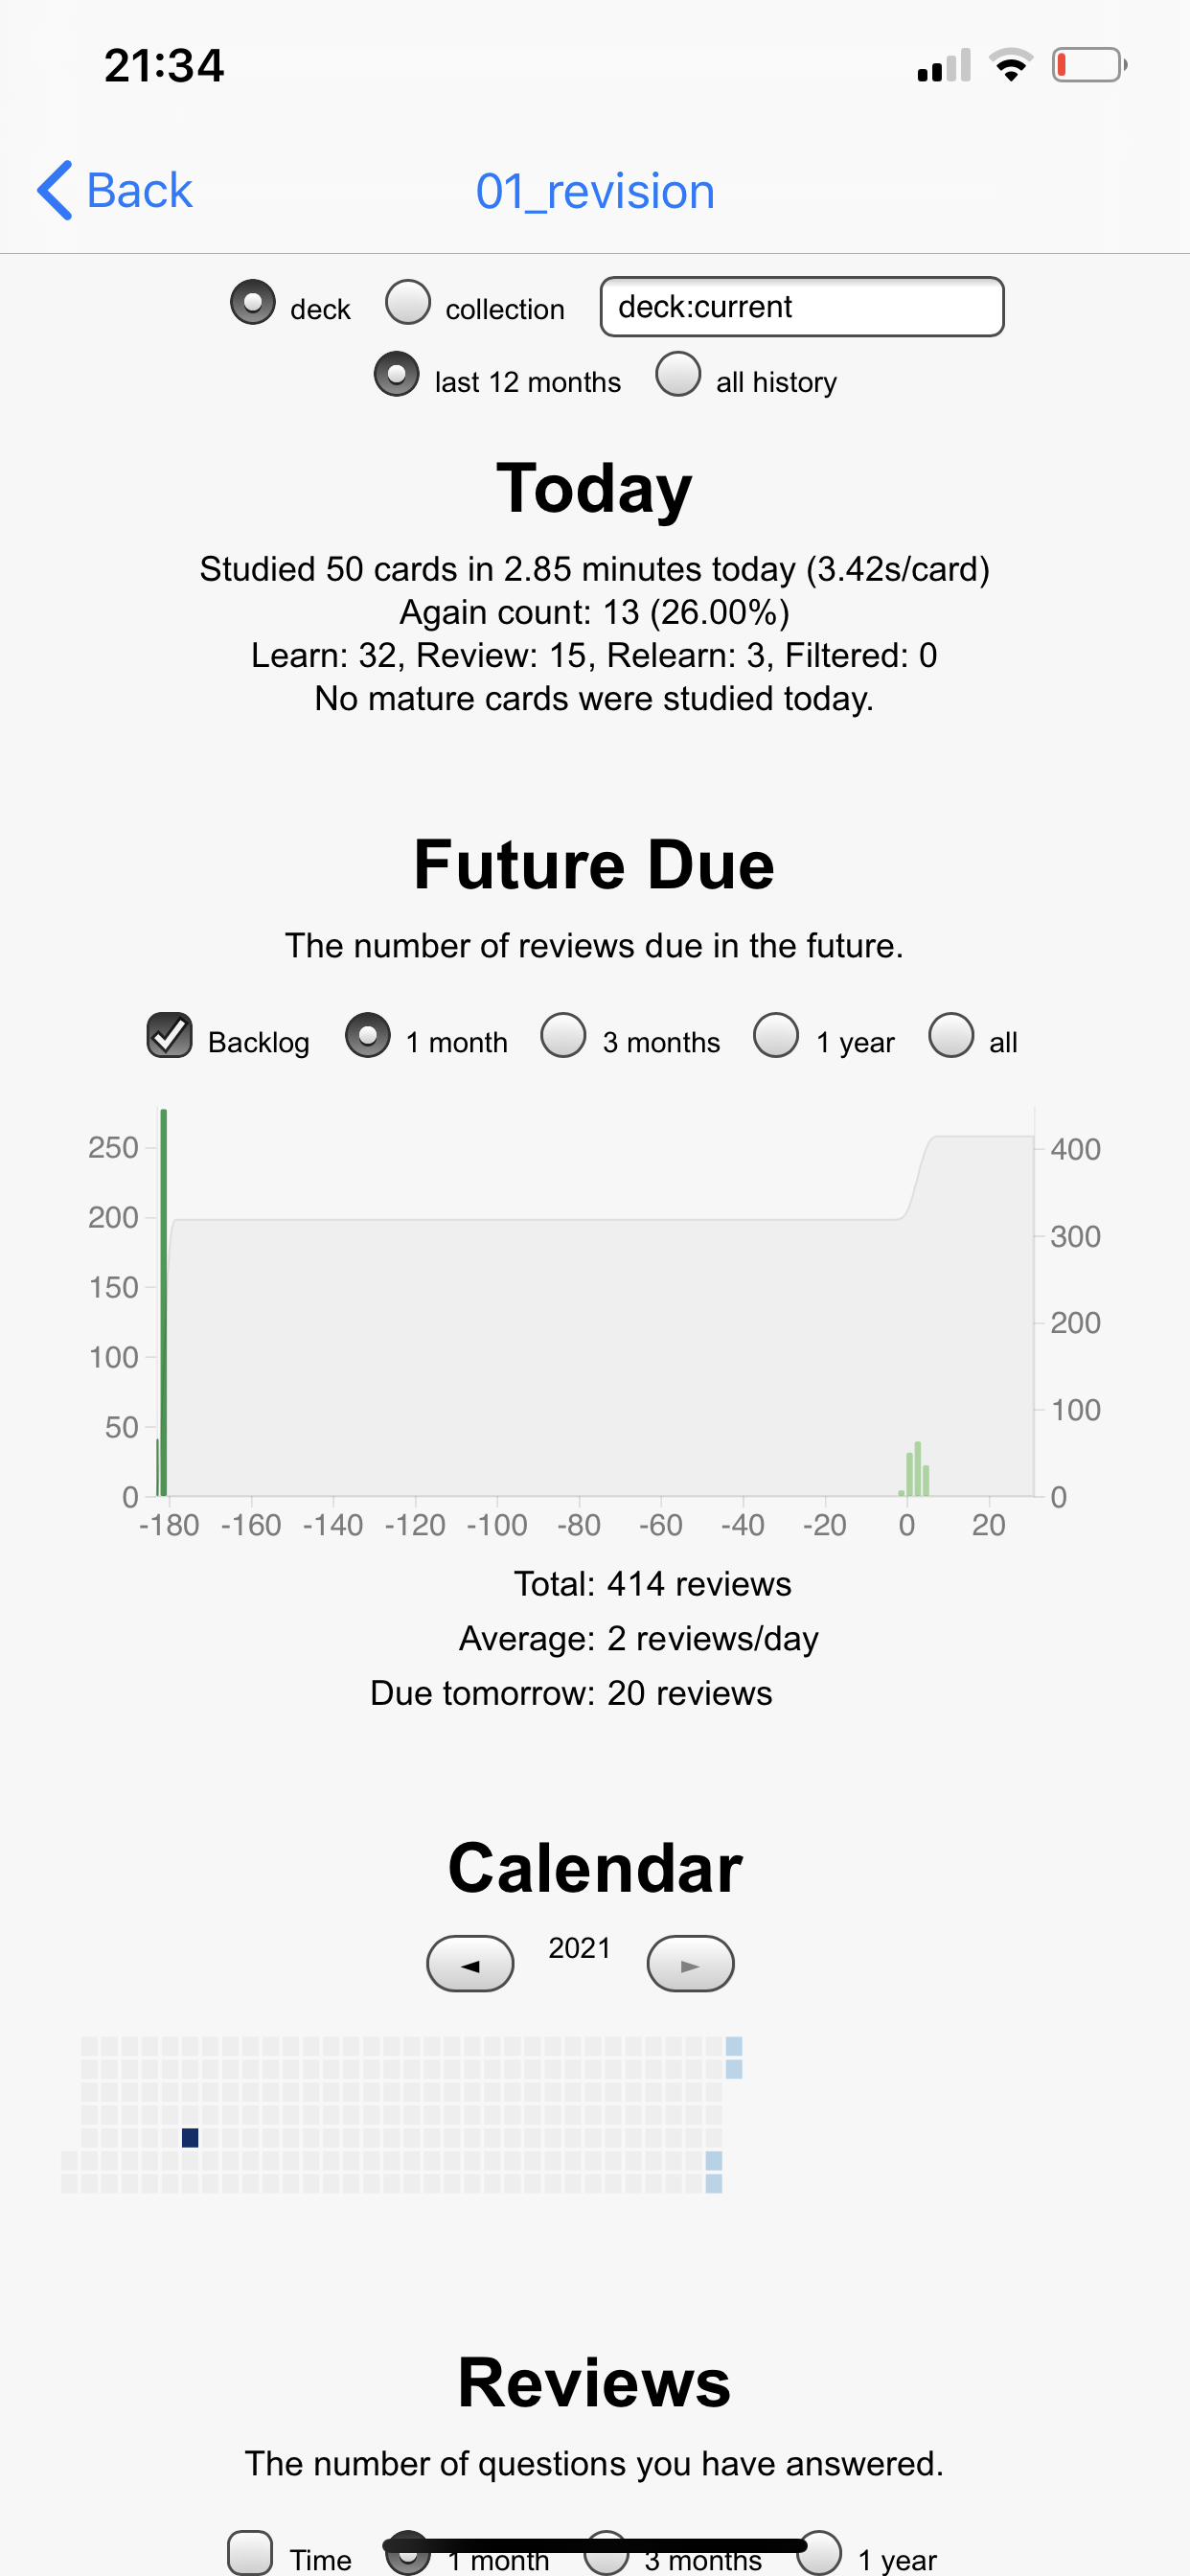 21:34
Back 01_revision
deck collection deck:current
last 12 months all history
Today
Studied 50 cards in 2.85 minutes today (3.42s/card)
Again count: 13 (26.00%)
Learn: 32, Review: 15, Relearn: 3, Filtered: 0
No mature cards were studied today.
Future Due
The number of reviews due in the future.
Backlog 1 month 3 months 1 year all
250 400
200 300
150 200
100 100
50
0 0
-180 -160 -140 -120 -100 -80 -60 -40 -20 0 20
Total: 414 reviews
Average: 2 reviews/day
Due tomorrow: 20 reviews
Calendar
2021
Reviews
The number of questions you have answered.
Time 1 month 3 months 1 year